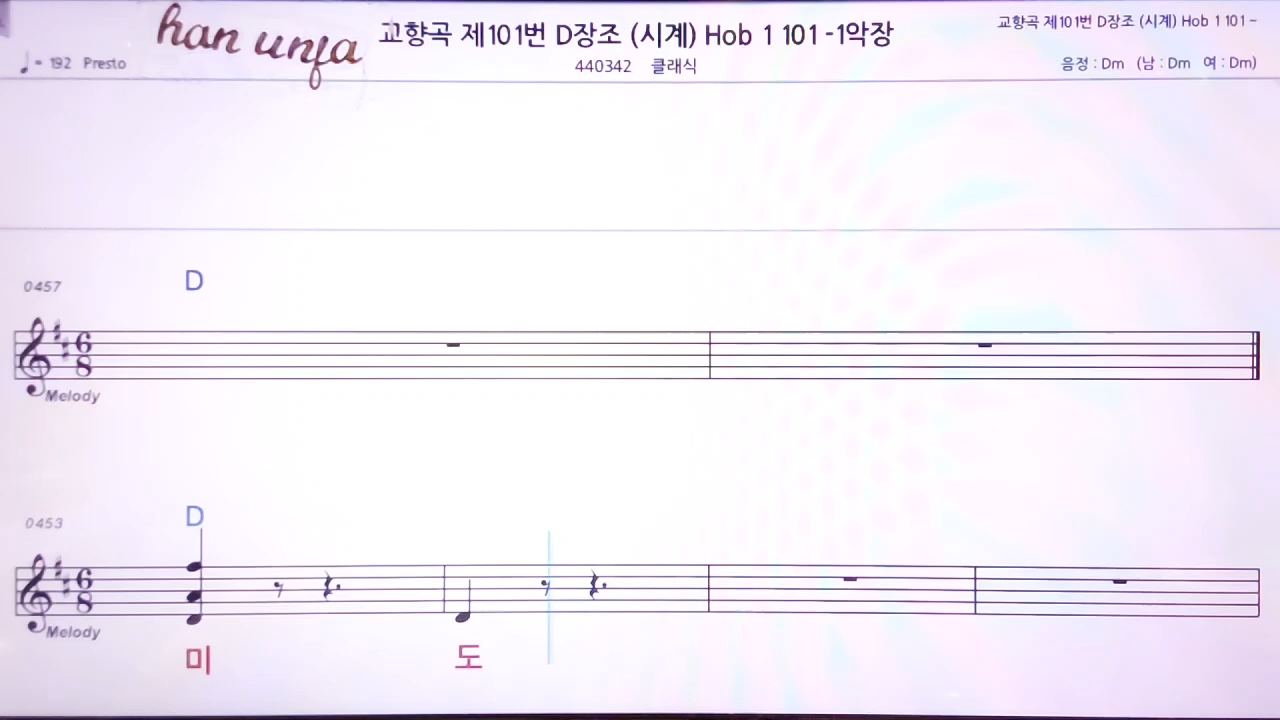 han unfa
교향곡 제101번 D장조 (시계) Hob 1 101 -1악장
교향곡 제101번 D장조 (시계) Hob 1 101 ~
♩= 192 Presto
440342 클래식
음정 : Dm (남 : Dm 여 : Dm)
0457
D
6
8
Melody
0453
D
6
8
Melody
미 도